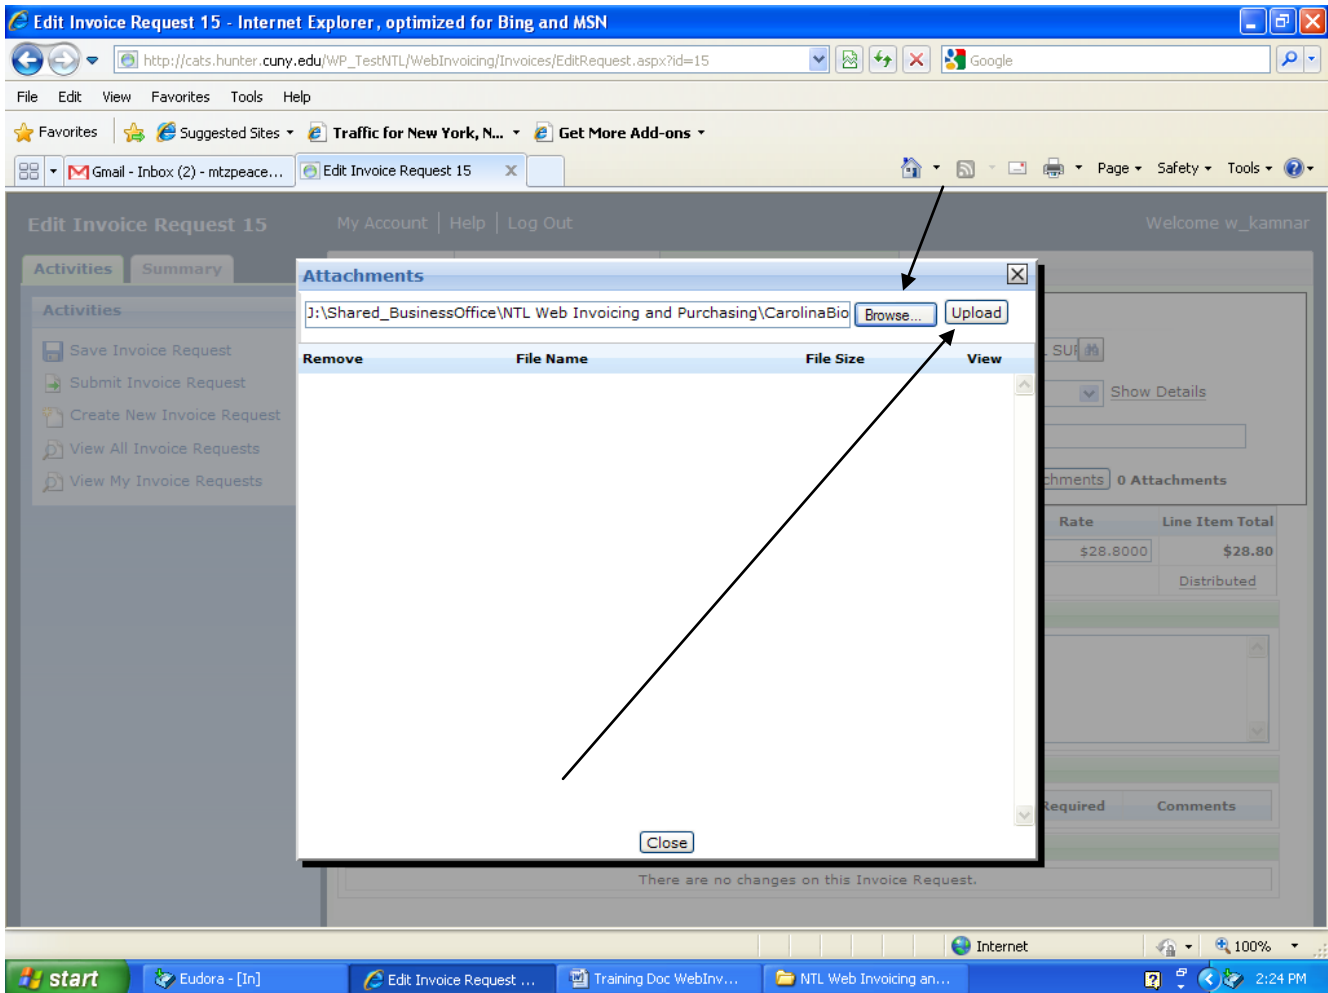 Edit Invoice Request 15 - Internet Explorer, optimized for Bing and MSN
http://cats.hunter.cuny.edu/WP_TestNTL/WebInvoicing/Invoices/EditRequest.aspx?id=15
Google
File Edit View Favorites Tools Help
Favorites Suggested Sites Traffic for New York, N... Get More Add-ons
Gmail - Inbox (2) - mtzpeace... Edit Invoice Request 15 X Page Safety Tools
Edit Invoice Request 15 My Account | Help | Log Out Welcome w_kamnar
Activities Summary
Attachments
Activities
J:\Shared_BusinessOffice\NTL Web Invoicing and Purchasing\CarolinaBio Browse... Upload
Save Invoice Request
Remove File Name File Size View
SUF
Submit Invoice Request
Show Details
Create New Invoice Request
View All Invoice Requests
View My Invoice Requests
chments 0 Attachments
Rate Line Item Total
$28.8000 $28.80
Distributed
Required Comments
Close
There are no changes on this Invoice Request.
Internet 100%
start Eudora - [In] Edit Invoice Request ... Training Doc WebInv... NTL Web Invoicing an... 2:24 PM